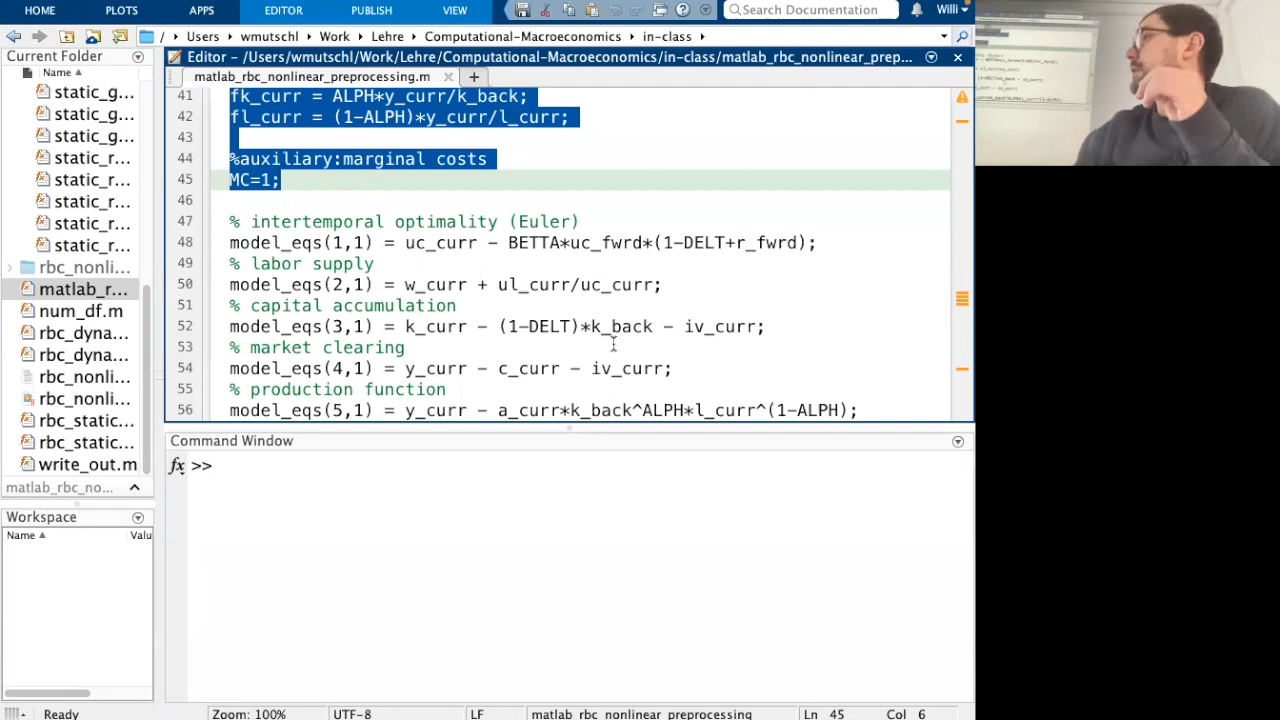 HOME PLOTS APPS EDITOR PUBLISH VIEW Search Documentation Willi
/ Users wmutschl Work Lehre Computational-Macroeconomics in-class
Current Folder
Name
static_g...
static_g...
static_g...
static_r...
static_r...
static_r...
static_r...
static_r...
rbc_nonli...
matlab_r...
num_df.m
rbc_dyna...
rbc_dyna...
rbc_nonli...
rbc_nonli...
rbc_static...
rbc_static...
write_out.m
matlab_rbc_no...
Workspace
Name Valu
Editor - /Users/wmutschl/Work/Lehre/Computational-Macroeconomics/in-class/matlab_rbc_nonlinear_prep...
41 fk_curr = ALPH*y_curr/k_back;
42 fl_curr = (1-ALPH)*y_curr/l_curr;
43
44 %auxiliary:marginal costs
45 MC=1;
46
47 % intertemporal optimality (Euler)
48 model_eqs(1,1) = uc_curr - BETTA*uc_fwrd*(1-DELT+r_fwrd);
49 % labor supply
50 model_eqs(2,1) = w_curr + ul_curr/uc_curr;
51 % capital accumulation
52 model_eqs(3,1) = k_curr - (1-DELT)*k_back - iv_curr;
53 % market clearing
54 model_eqs(4,1) = y_curr - c_curr - iv_curr;
55 % production function
56 model_eqs(5,1) = y_curr - a_curr*k_back^ALPH*l_curr^(1-ALPH);
Command Window
fx >>
Ready Zoom: 100% UTF-8 LF matlab_rbc_nonlinear_preprocessing Ln 45 Col 6